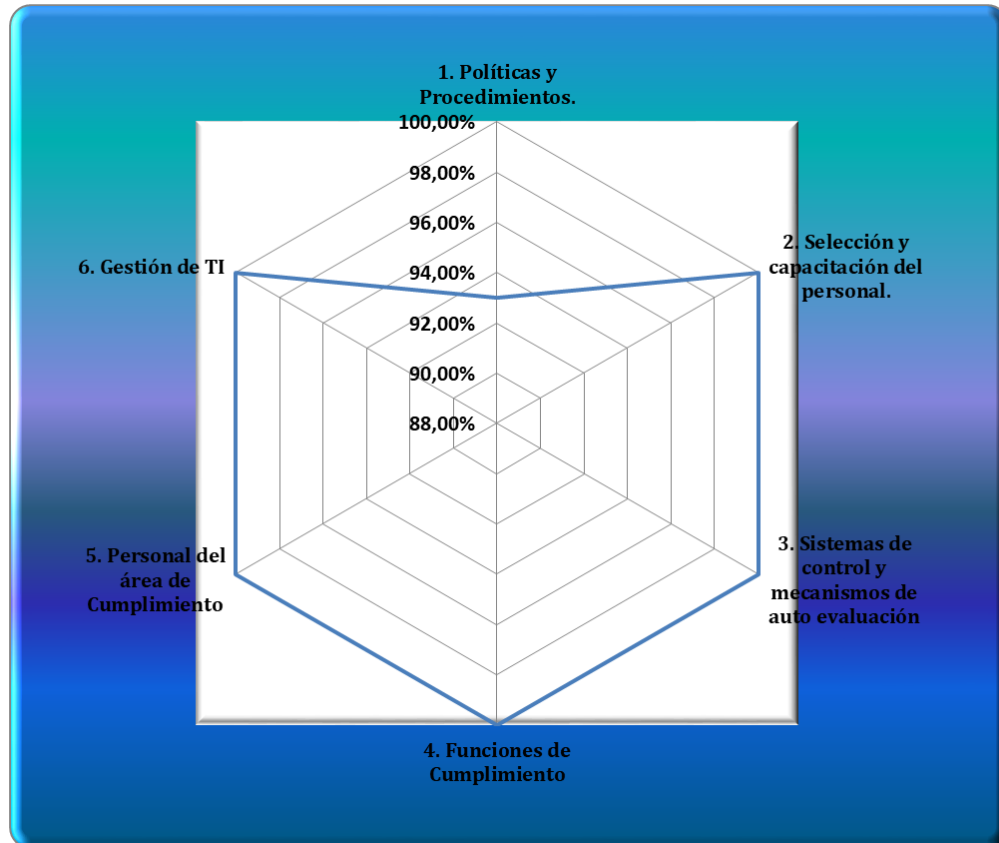 1. Políticas y
Procedimientos.
100,00%
98,00%
96,00%
94,00%
92,00%
90,00%
88,00%
2. Selección y
capacitación del
personal.
3. Sistemas de
control y
mecanismos de
auto evaluación
4. Funciones de
Cumplimiento
5. Personal del
área de
Cumplimiento
6. Gestión de TI